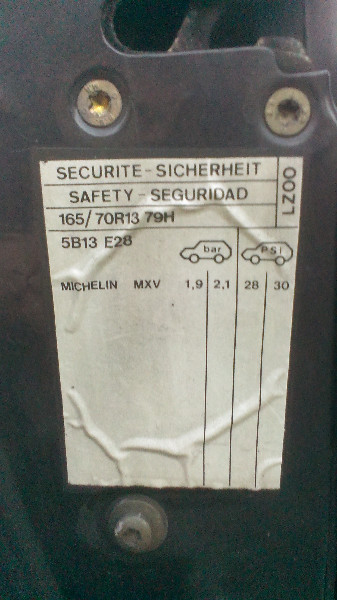 SECURITE-SICHERHEIT
SAFETY-SEGURIDAD
LZOO
165/70R13 79H
5B13 E28
bar
PSI
MICHELIN MXV 1,9 2,1 28 30